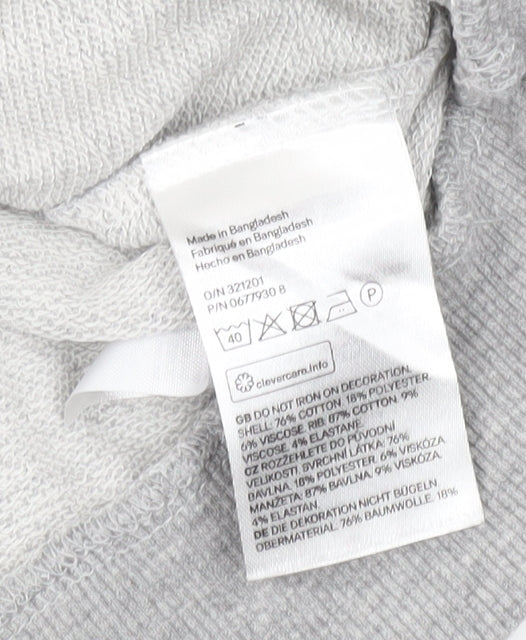 Made in Bangladesh
Fabriqué en Bangladesh
Hecho en Bangladesh
O/N 321201
P/N 0677930 8
40 P
clevercare.info
GB DO NOT IRON ON DECORATION.
SHELL: 76% COTTON. 18% POLYESTER.
6% VISCOSE. RIB: 87% COTTON. 9%
VISCOSE. 4% ELASTANE.
CZ ROZŽEHLETE DO PŮVODNÍ
VELIKOSTI. SVRCHNÍ LÁTKA: 76%
BAVLNA. 18% POLYESTER. 6% VISKÓZA.
MANŽETA: 87% BAVLNA. 9% VISKÓZA.
4% ELASTAN.
DE DIE DEKORATION NICHT BÜGELN.
OBERMATERIAL: 76% BAUMWOLLE. 18%